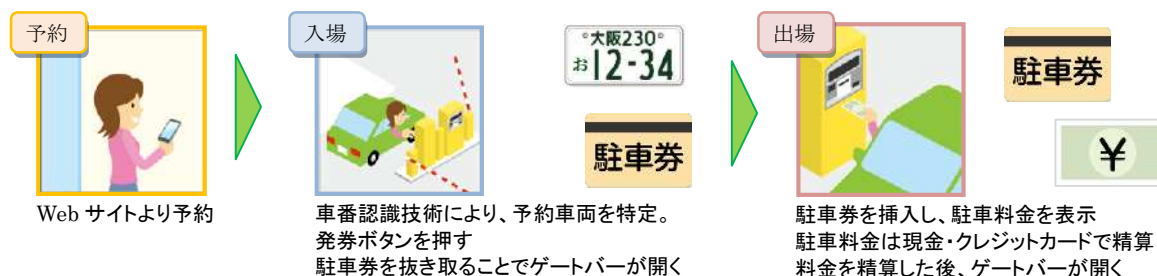 予約
Web サイトより予約
入場
°大阪230°
お 12-34
駐車券
車番認識技術により、予約車両を特定。
発券ボタンを押す
駐車券を抜き取ることでゲートバーが開く
出場
駐車券
¥
駐車券を挿入し、駐車料金を表示
駐車料金は現金・クレジットカードで精算
料金を精算した後、ゲートバーが開く